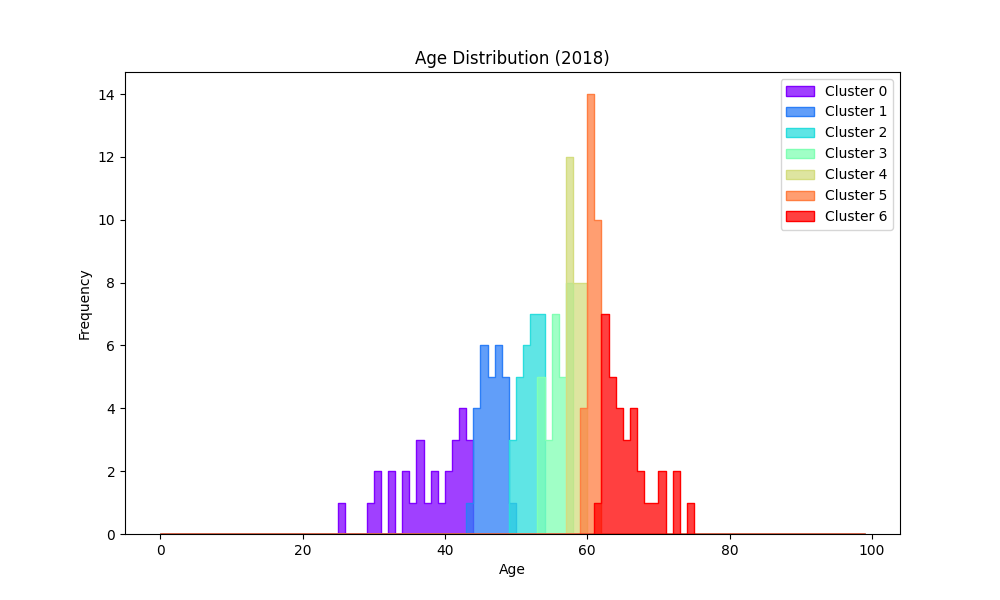 Age Distribution (2018)
Cluster 0
Cluster 1
Cluster 2
Cluster 3
Cluster 4
Cluster 5
Cluster 6
Frequency
14
12
10
8
6
4
2
0
0 20 40 60 80 100
Age